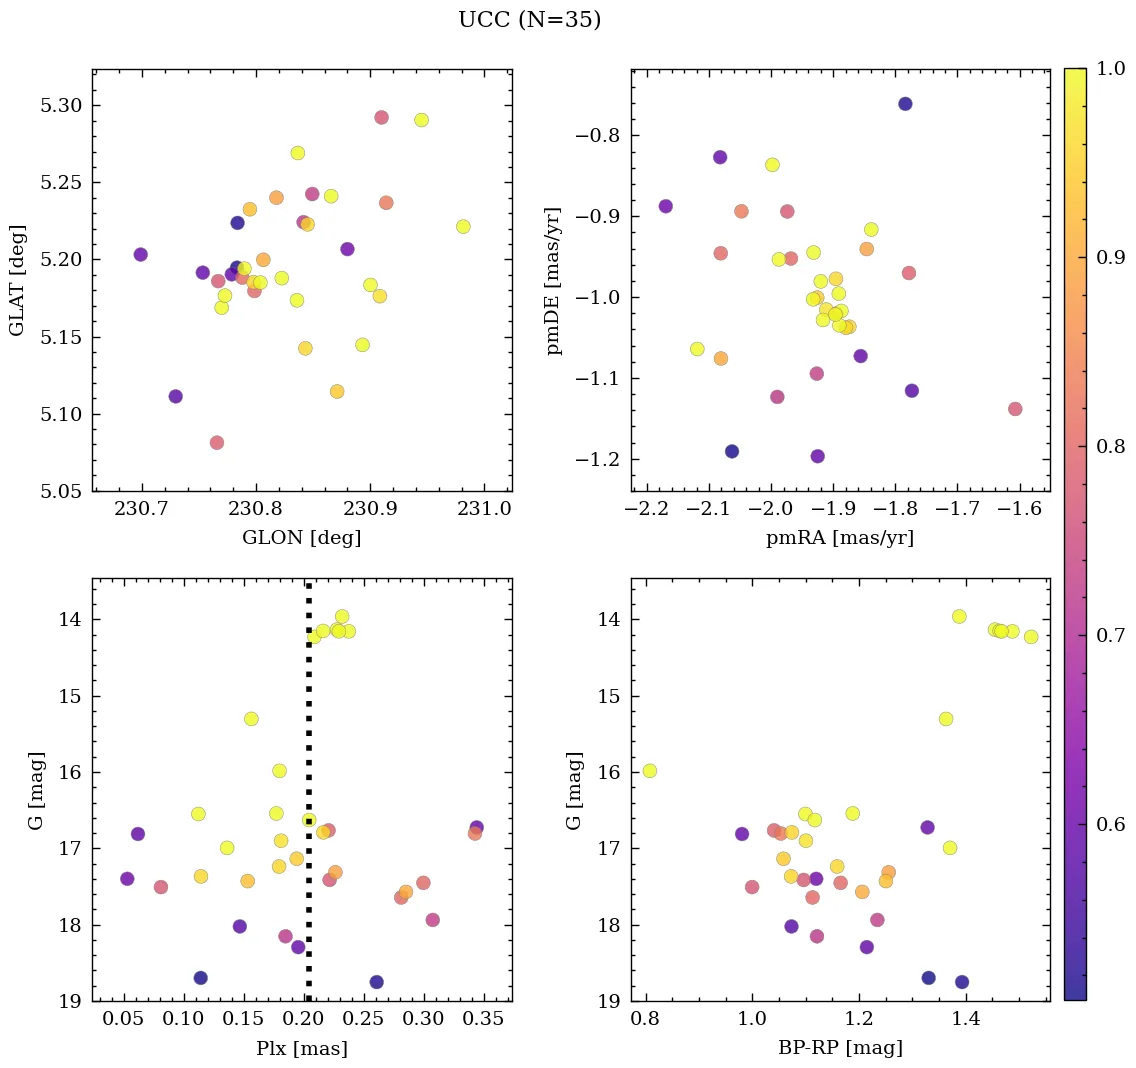 UCC (N=35)
5.30
5.25
5.20
5.15
5.10
5.05
GLAT [deg]
230.7 230.8 230.9 231.0
GLON [deg]
−0.8
−0.9
−1.0
−1.1
−1.2
pmDE [mas/yr]
−2.2 −2.1 −2.0 −1.9 −1.8 −1.7 −1.6
pmRA [mas/yr]
1.0
0.9
0.8
0.7
0.6
14
15
16
17
18
19
G [mag]
0.05 0.10 0.15 0.20 0.25 0.30 0.35
Plx [mas]
14
15
16
17
18
19
G [mag]
0.8 1.0 1.2 1.4
BP-RP [mag]